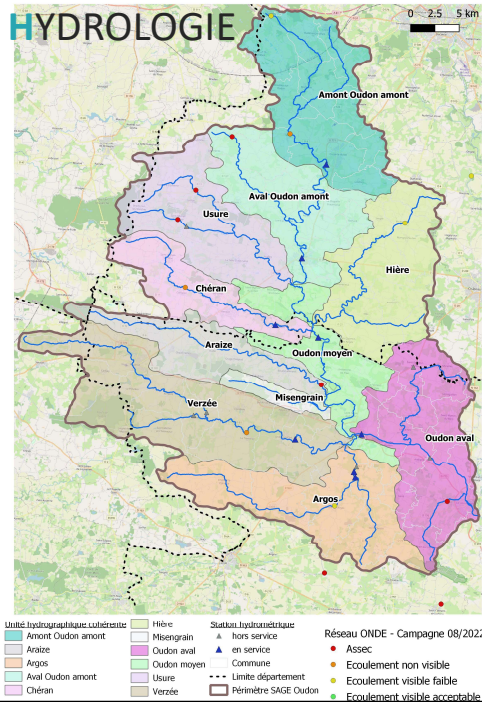 HYDROLOGIE
0 2.5 5 km
Amont Oudon amont
Aval Oudon amont
Usure
Hière
Chéran
Araize
Oudon moyen
Misengrain
Verzée
Oudon aval
Argos
Unité hydrographique cohérente
Amont Oudon amont
Araize
Argos
Aval Oudon amont
Chéran
Hière
Misengrain
Oudon aval
Oudon moyen
Usure
Verzée
Station hydrométrique
hors service
en service
Commune
Limite département
Périmètre SAGE Oudon
Réseau ONDE - Campagne 08/2022
Assec
Ecoulement non visible
Ecoulement visible faible
Ecoulement visible acceptable